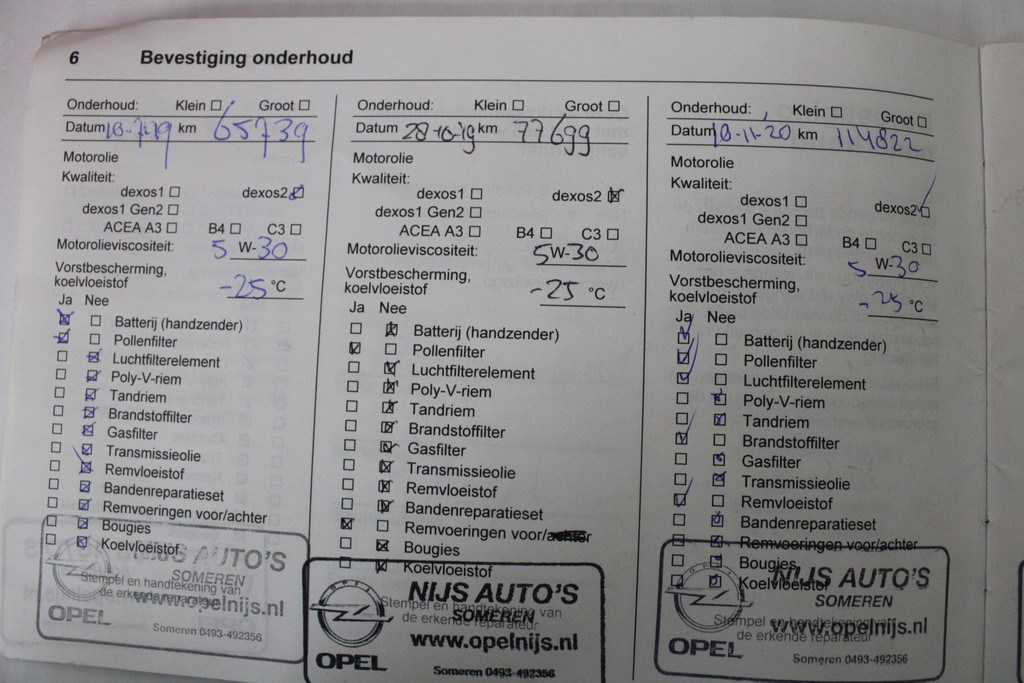 6 Bevestiging onderhoud
Onderhoud: Klein Groot
Datum 18-7-19 km 65739
Motorolie
Kwaliteit:
dexos1 dexos2
dexos1 Gen2
ACEA A3 B4 C3
Motorolieviscositeit: 5 W-30
Vorstbescherming,
koelvloeistof -25 °C
Ja Nee
Batterij (handzender)
Pollenfilter
Luchtfilterelement
Poly-V-riem
Tandriem
Brandstoffilter
Gasfilter
Transmissieolie
Remvloeistof
Bandenreparatieset
Remvoeringen voor/achter
Bougies
Koelvloeistof
NIJS AUTO'S
SOMEREN
Stempel en handtekening van
de erkende reparateur
www.opelnijs.nl
OPEL
Someren 0493-492356
Onderhoud: Klein Groot
Datum 28-10-19 km 77699
Motorolie
Kwaliteit:
dexos1 dexos2
dexos1 Gen2
ACEA A3 B4 C3
Motorolieviscositeit: 5W-30
Vorstbescherming,
koelvloeistof -25 °C
Ja Nee
Batterij (handzender)
Pollenfilter
Luchtfilterelement
Poly-V-riem
Tandriem
Brandstoffilter
Gasfilter
Transmissieolie
Remvloeistof
Bandenreparatieset
Remvoeringen voor/achter
Bougies
Koelvloeistof
NIJS AUTO'S
Stempel en handtekening van
SOMEREN
de erkende reparateur
www.opelnijs.nl
OPEL
Someren 0493-492356
Onderhoud: Klein Groot
Datum 18-11-20 km 114822
Motorolie
Kwaliteit:
dexos1 dexos2
dexos1 Gen2
ACEA A3 B4 C3
Motorolieviscositeit: 5 W-30
Vorstbescherming,
koelvloeistof -25 °C
Ja Nee
Batterij (handzender)
Pollenfilter
Luchtfilterelement
Poly-V-riem
Tandriem
Brandstoffilter
Gasfilter
Transmissieolie
Remvloeistof
Bandenreparatieset
Remvoeringen voor/achter
Bougies
Koelvloeistof
NIJS AUTO'S
SOMEREN
Stempel en handtekening van
de erkende reparateur
www.opelnijs.nl
OPEL
Someren 0493-492356